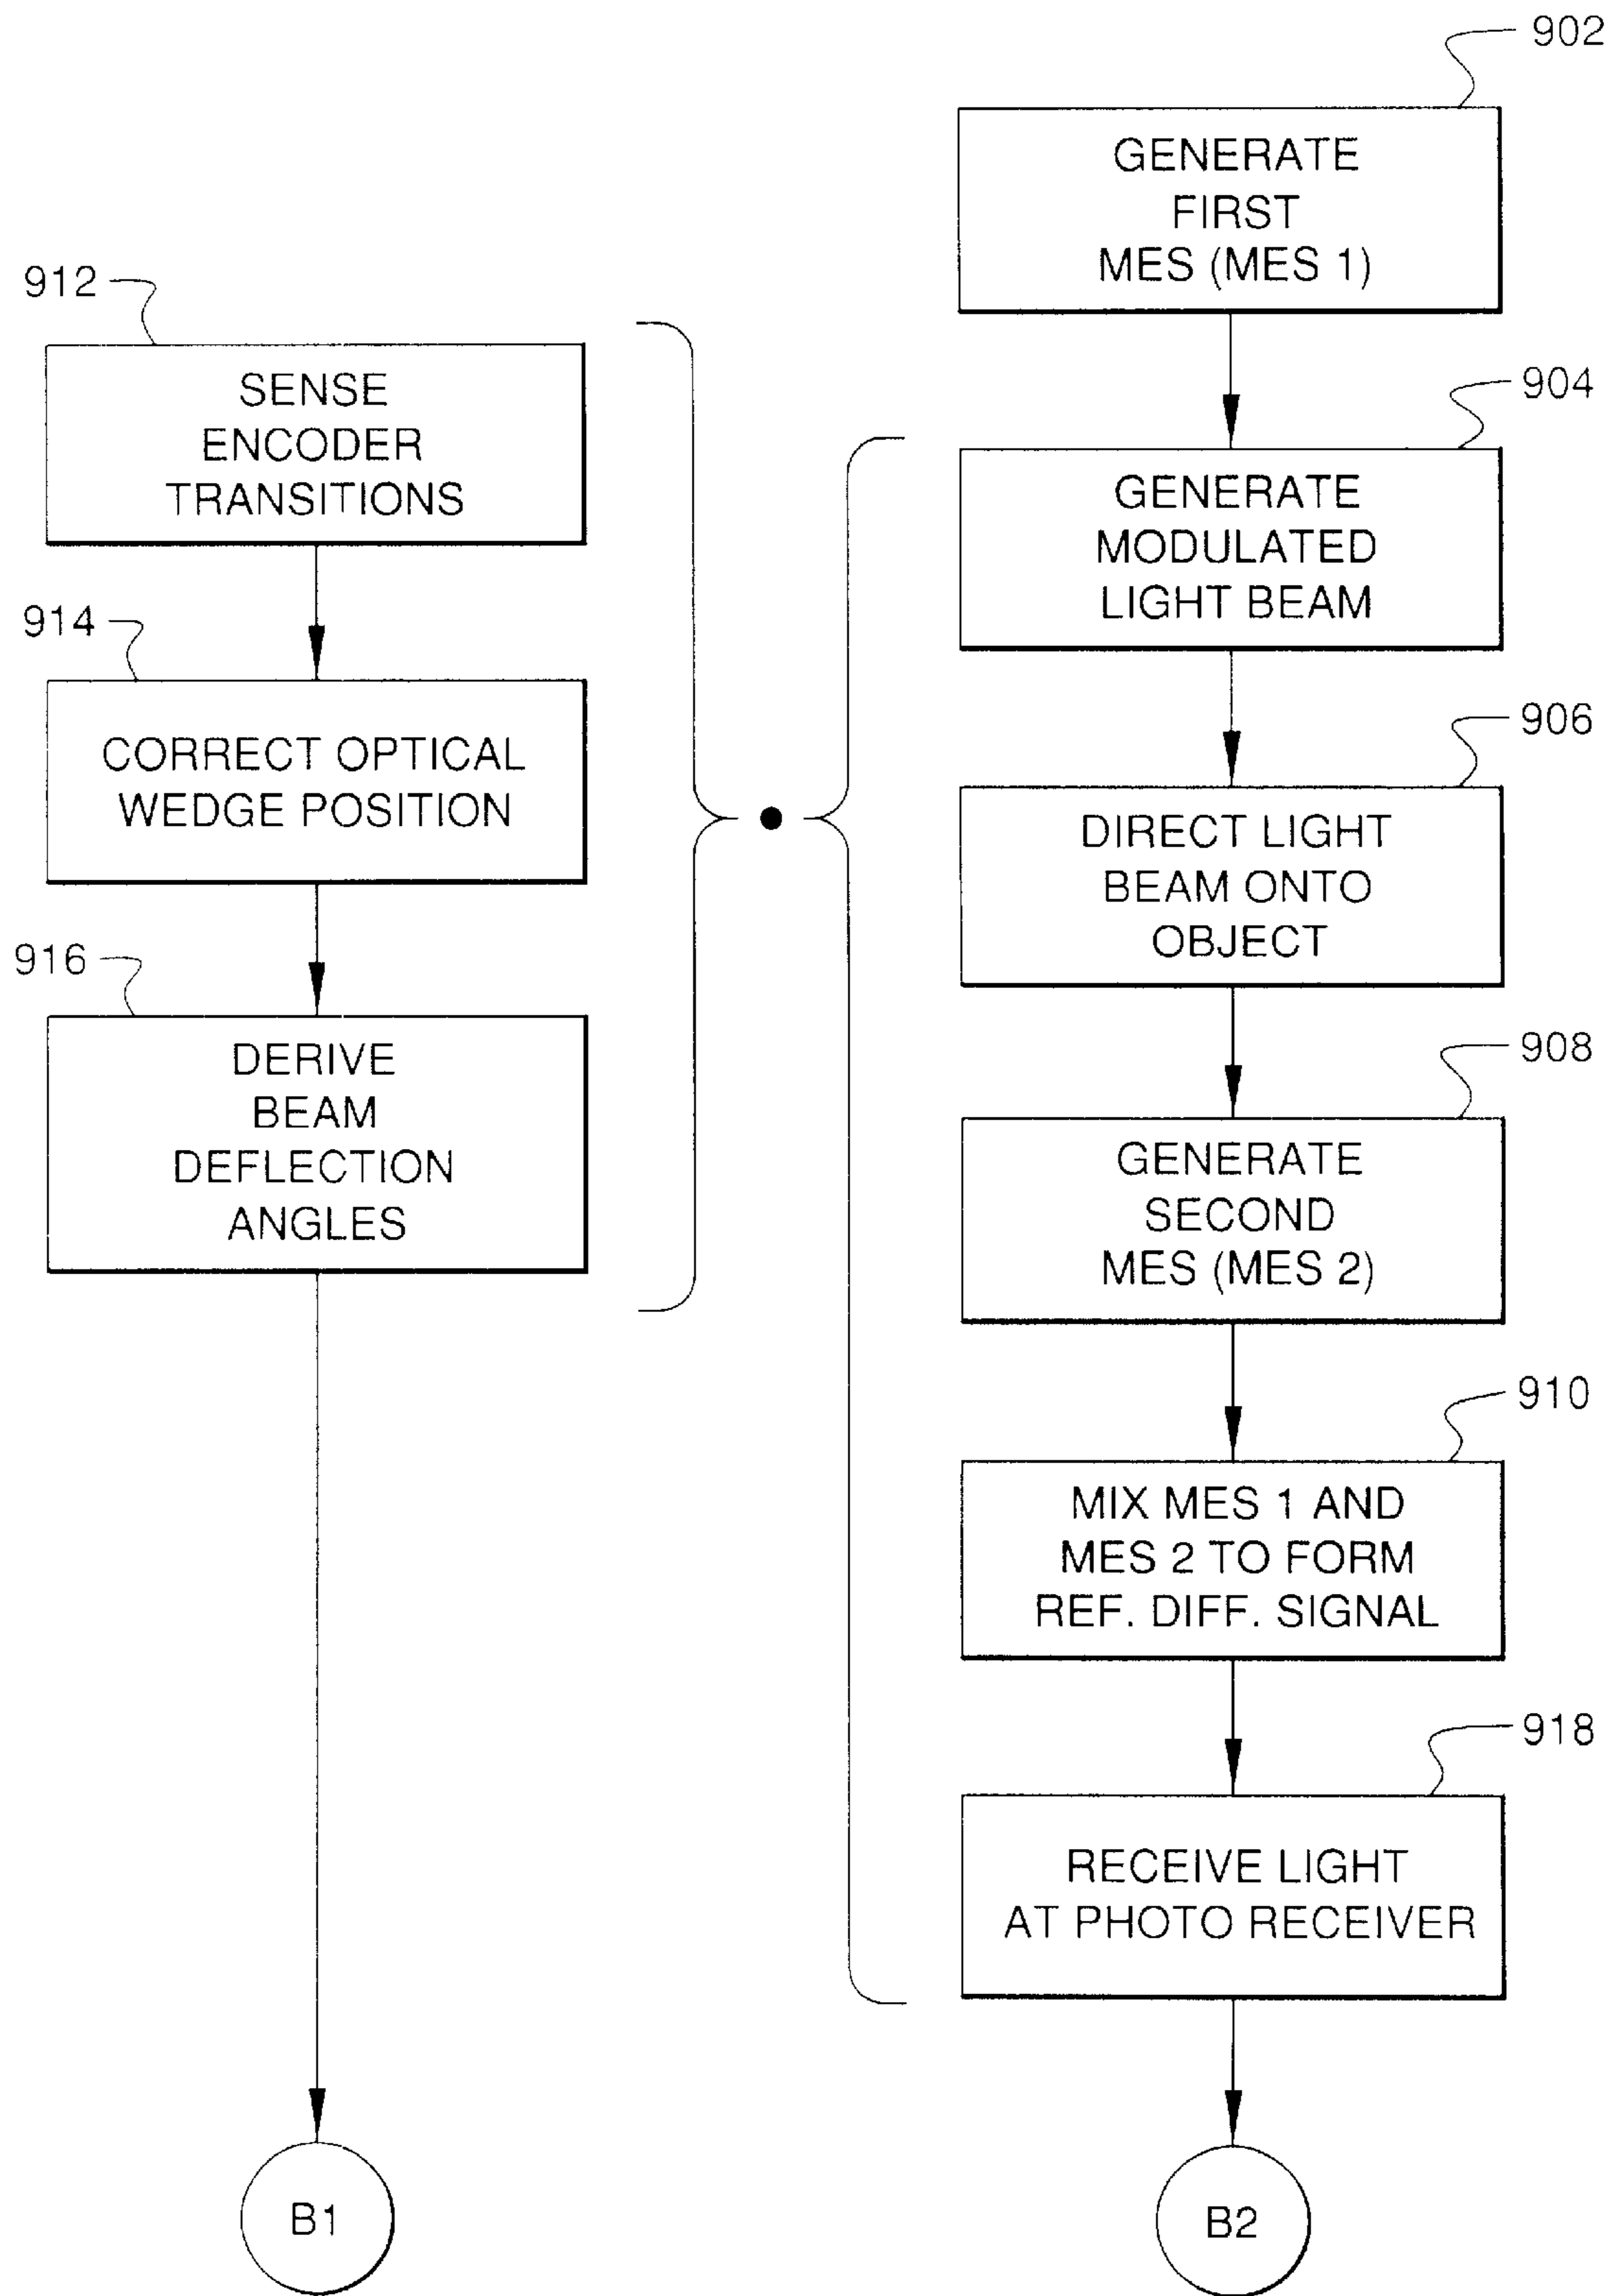 902
GENERATE
FIRST
MES (MES 1)
904
GENERATE
MODULATED
LIGHT BEAM
906
DIRECT LIGHT
BEAM ONTO
OBJECT
908
GENERATE
SECOND
MES (MES 2)
910
MIX MES 1 AND
MES 2 TO FORM
REF. DIFF. SIGNAL
918
RECEIVE LIGHT
AT PHOTO RECEIVER
B2
912
SENSE
ENCODER
TRANSITIONS
914
CORRECT OPTICAL
WEDGE POSITION
916
DERIVE
BEAM
DEFLECTION
ANGLES
B1